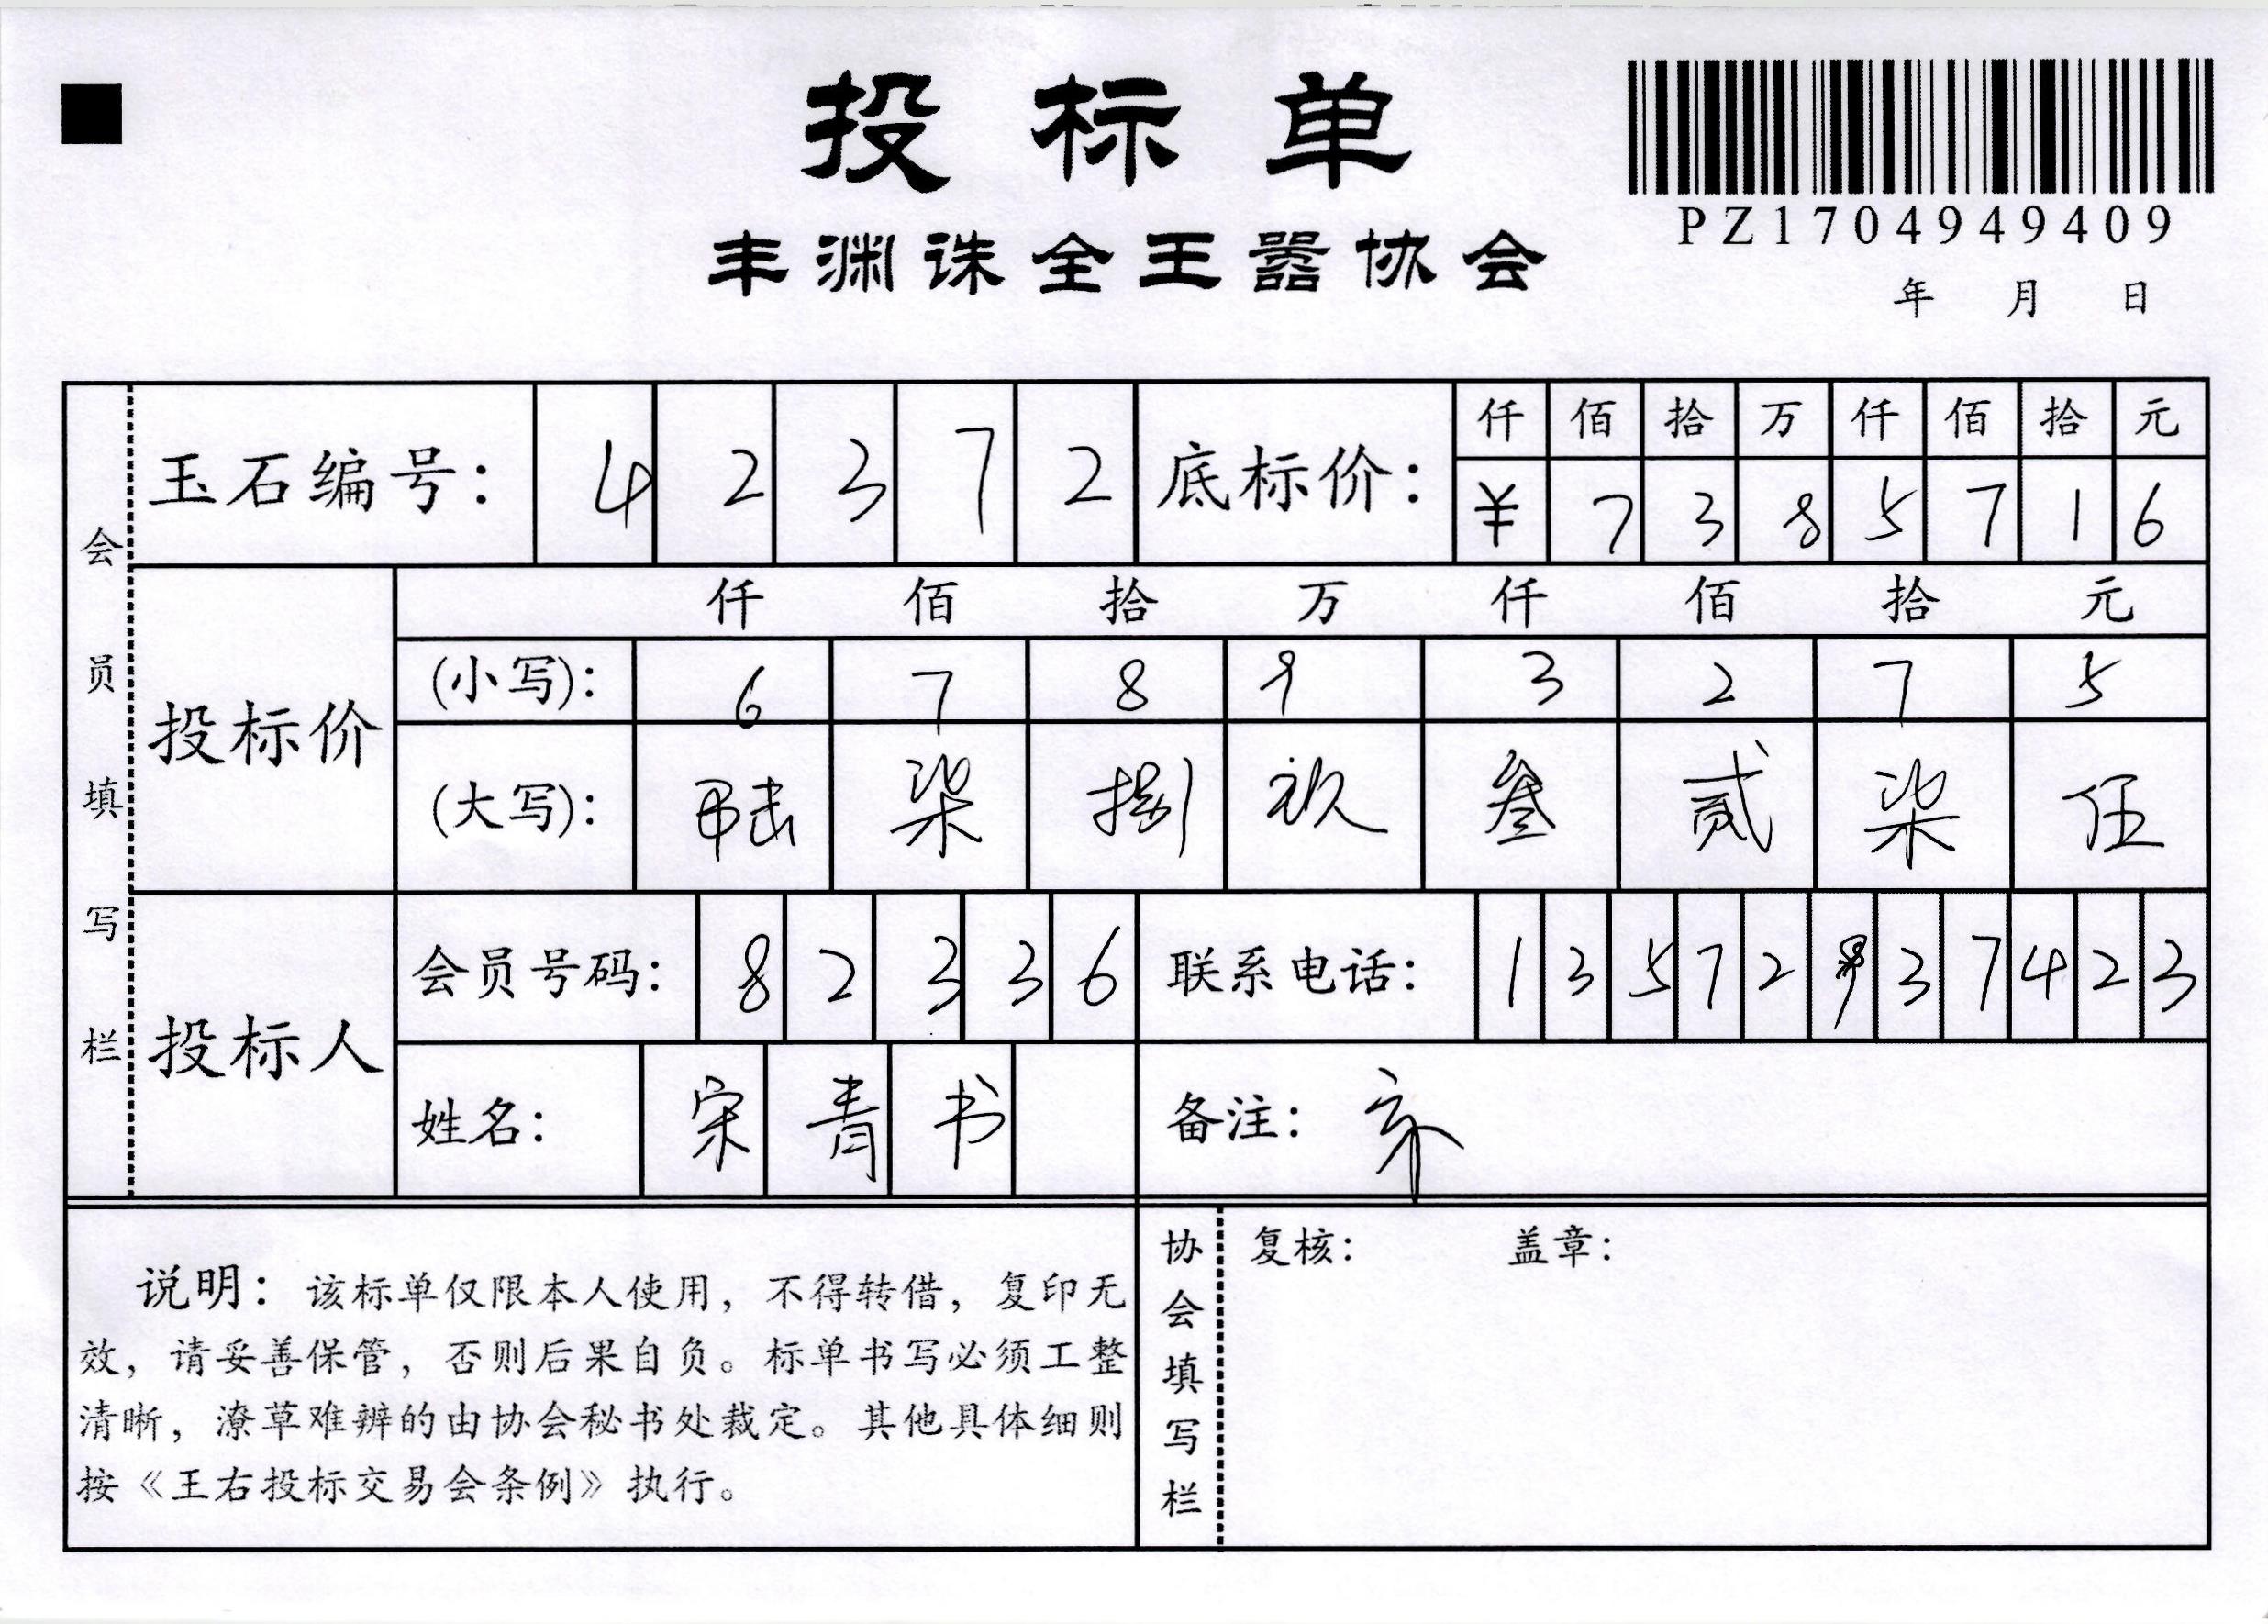 投标单
PZ1704949409
丰渊诛全王嚣协会
年 月 日
会员填写栏
玉石编号： 4 2 3 7 2
底标价： 仟 佰 拾 万 仟 佰 拾 元
¥ 7 3 8 5 7 1 6
投标价
仟 佰 拾 万 仟 佰 拾 元
(小写)： 6 7 8 9 3 2 7 5
(大写)： 陆 柒 捌 玖 叁 贰 柒 伍
投标人
会员号码： 8 2 3 3 6
联系电话： 1 3 5 7 2 9 3 7 4 2 3
姓名： 宋 青 书
备注：
说明：该标单仅限本人使用，不得转借，复印无
效，请妥善保管，否则后果自负。标单书写必须工整
清晰，潦草难辨的由协会秘书处裁定。其他具体细则
按《王右投标交易会条例》执行。
协会填写栏
复核： 盖章：